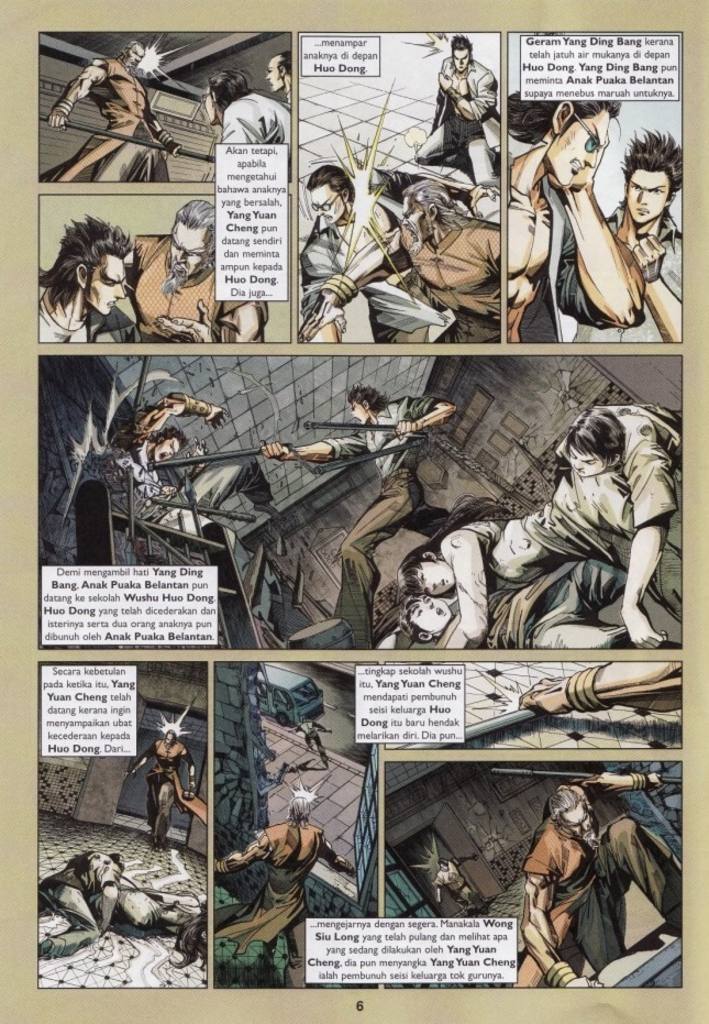 Akan tetapi,
apabila
mengetahui
bahawa anaknya
yang bersalah,
Yang Yuan
Cheng pun
datang sendiri
dan meminta
ampun kepada
Huo Dong.
Dia juga...
...menampar
anaknya di depan
Huo Dong.
Geram Yang Ding Bang kerana
telah jatuh air mukanya di depan
Huo Dong. Yang Ding Bang pun
meminta Anak Puaka Belantan
supaya menebus maruah untuknya.
Demi mengambil hati Yang Ding
Bang, Anak Puaka Belantan pun
datang ke sekolah Wushu Huo Dong.
Huo Dong yang telah dicederakan dan
isterinya serta dua orang anaknya pun
dibunuh oleh Anak Puaka Belantan.
Secara kebetulan
pada ketika itu, Yang
Yuan Cheng telah
datang kerana ingin
menyampaikan ubat
kecederaan kepada
Huo Dong. Dari...
...tingkap sekolah wushu
itu, Yang Yuan Cheng
mendapati pembunuh
seisi keluarga Huo
Dong itu baru hendak
melarikan diri. Dia pun...
...mengejarnya dengan segera. Manakala Wong
Siu Long yang telah pulang dan melihat apa
yang sedang dilakukan oleh Yang Yuan
Cheng, dia pun menyangka Yang Yuan Cheng
ialah pembunuh seisi keluarga tok gurunya.
6